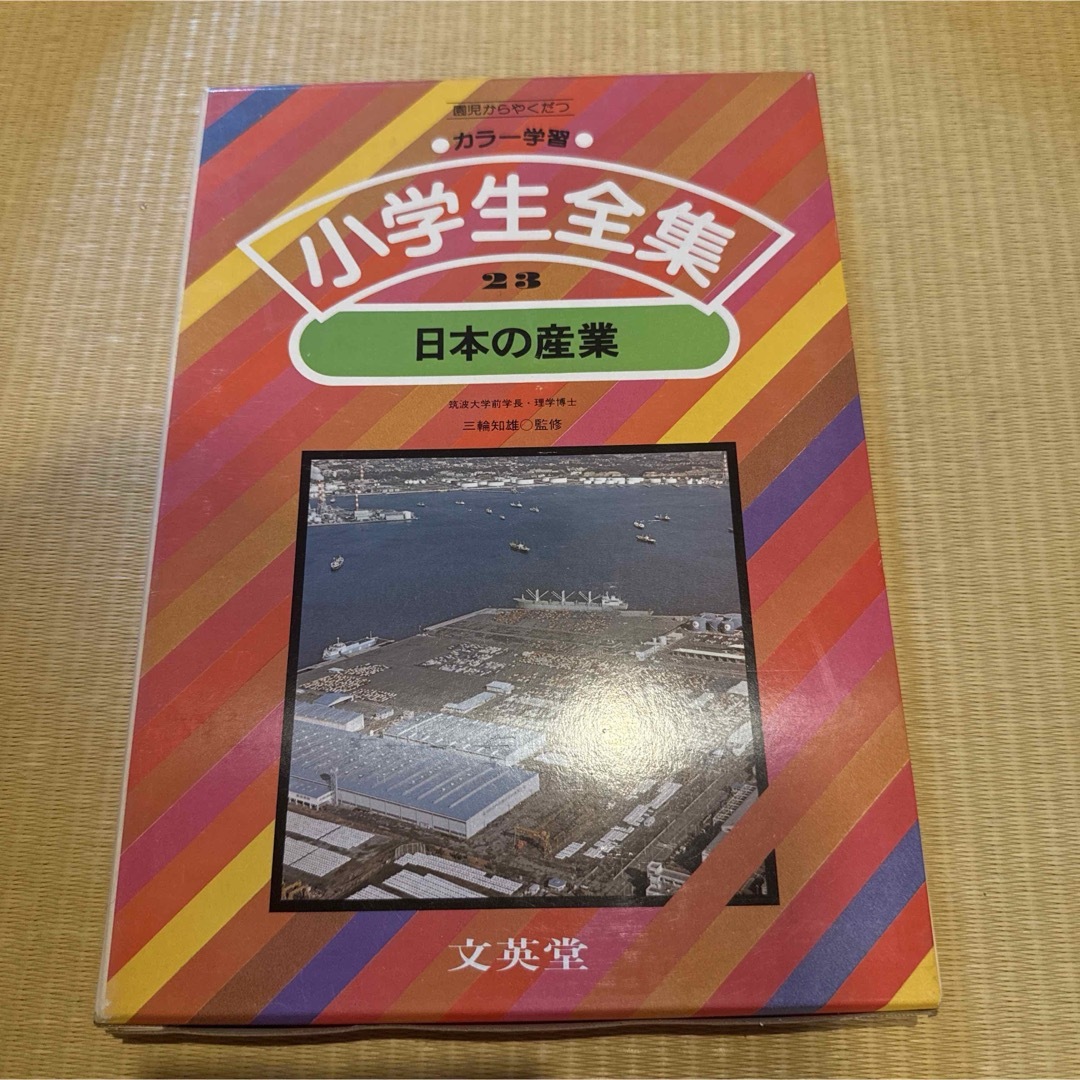 園児からやくだつ
●カラー学習●
小学生全集
23
日本の産業
筑波大学前学長・理学博士
三輪知雄○監修
文英堂